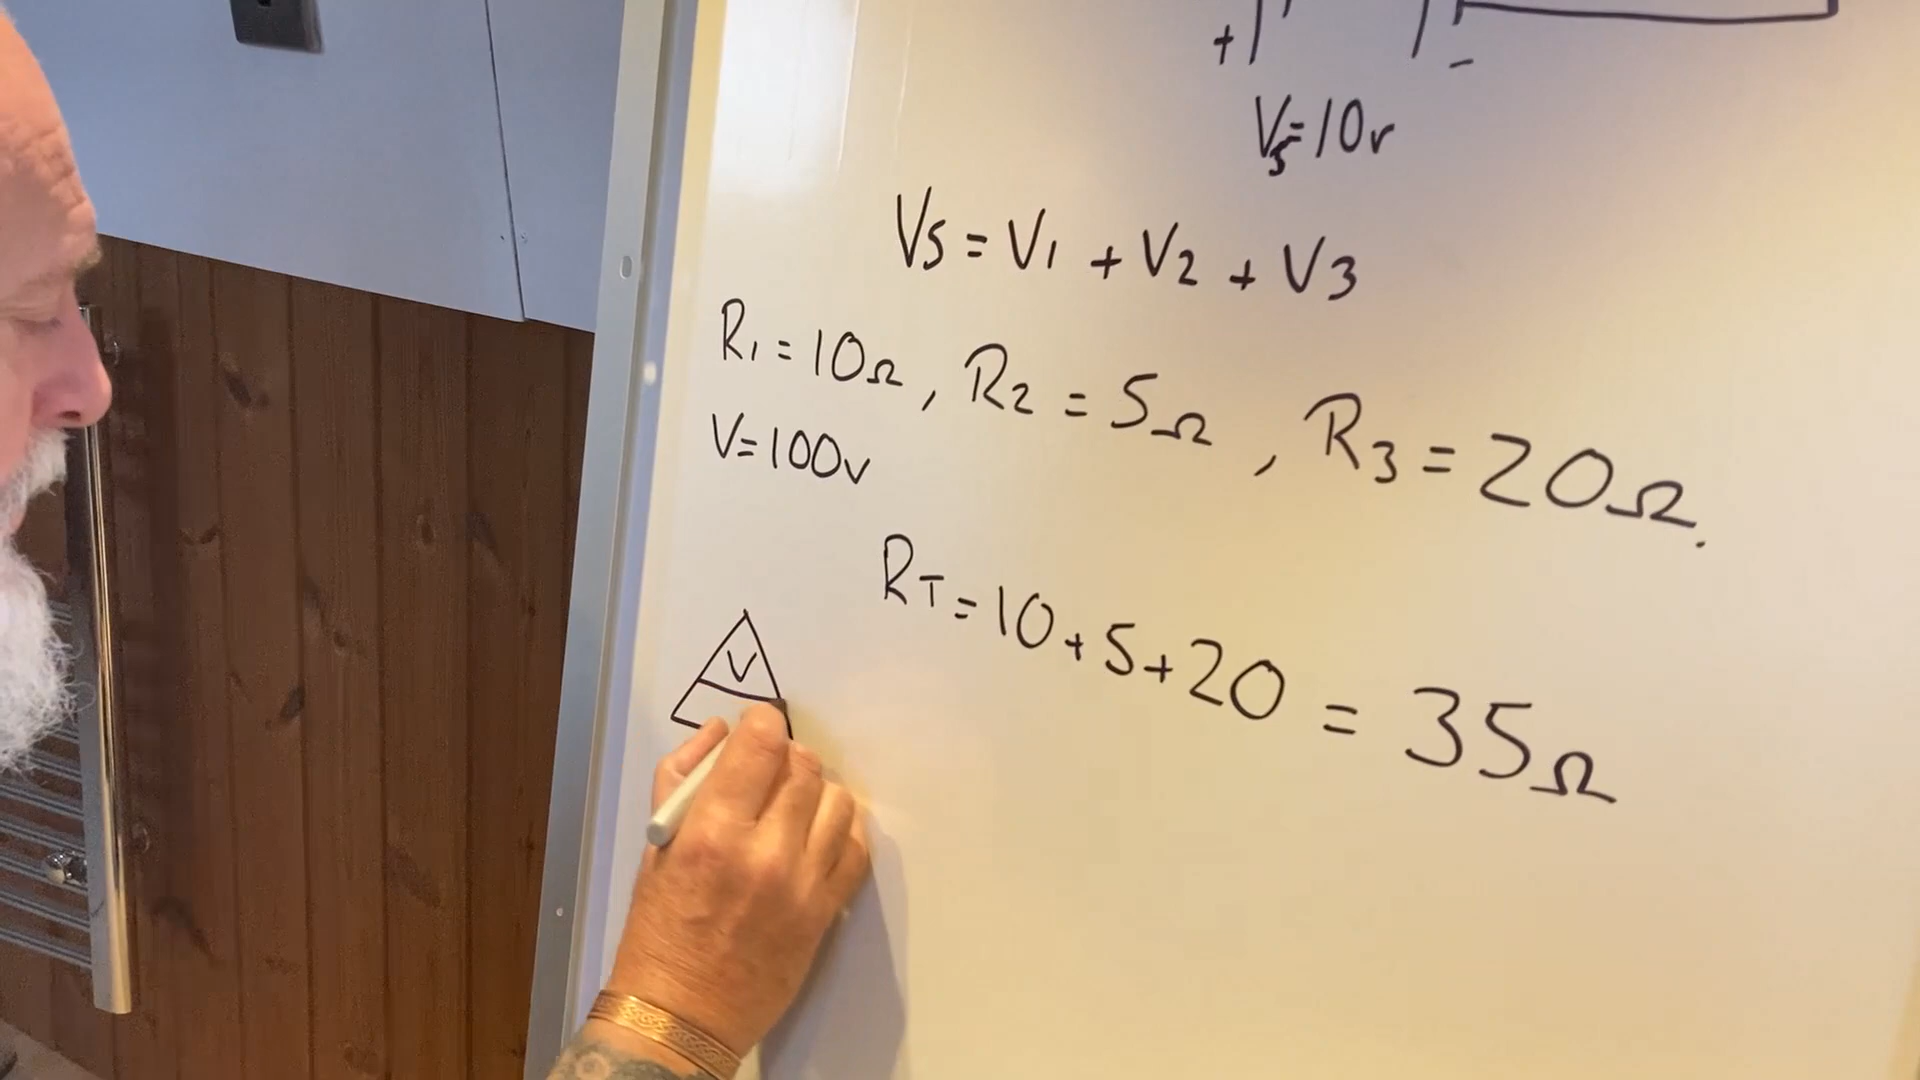 + -
Vs=10v
VS = V1 + V2 + V3
R1 = 10Ω, R2 = 5Ω, R3 = 20Ω.
V=100v
RT = 10 + 5 + 20 = 35Ω
V